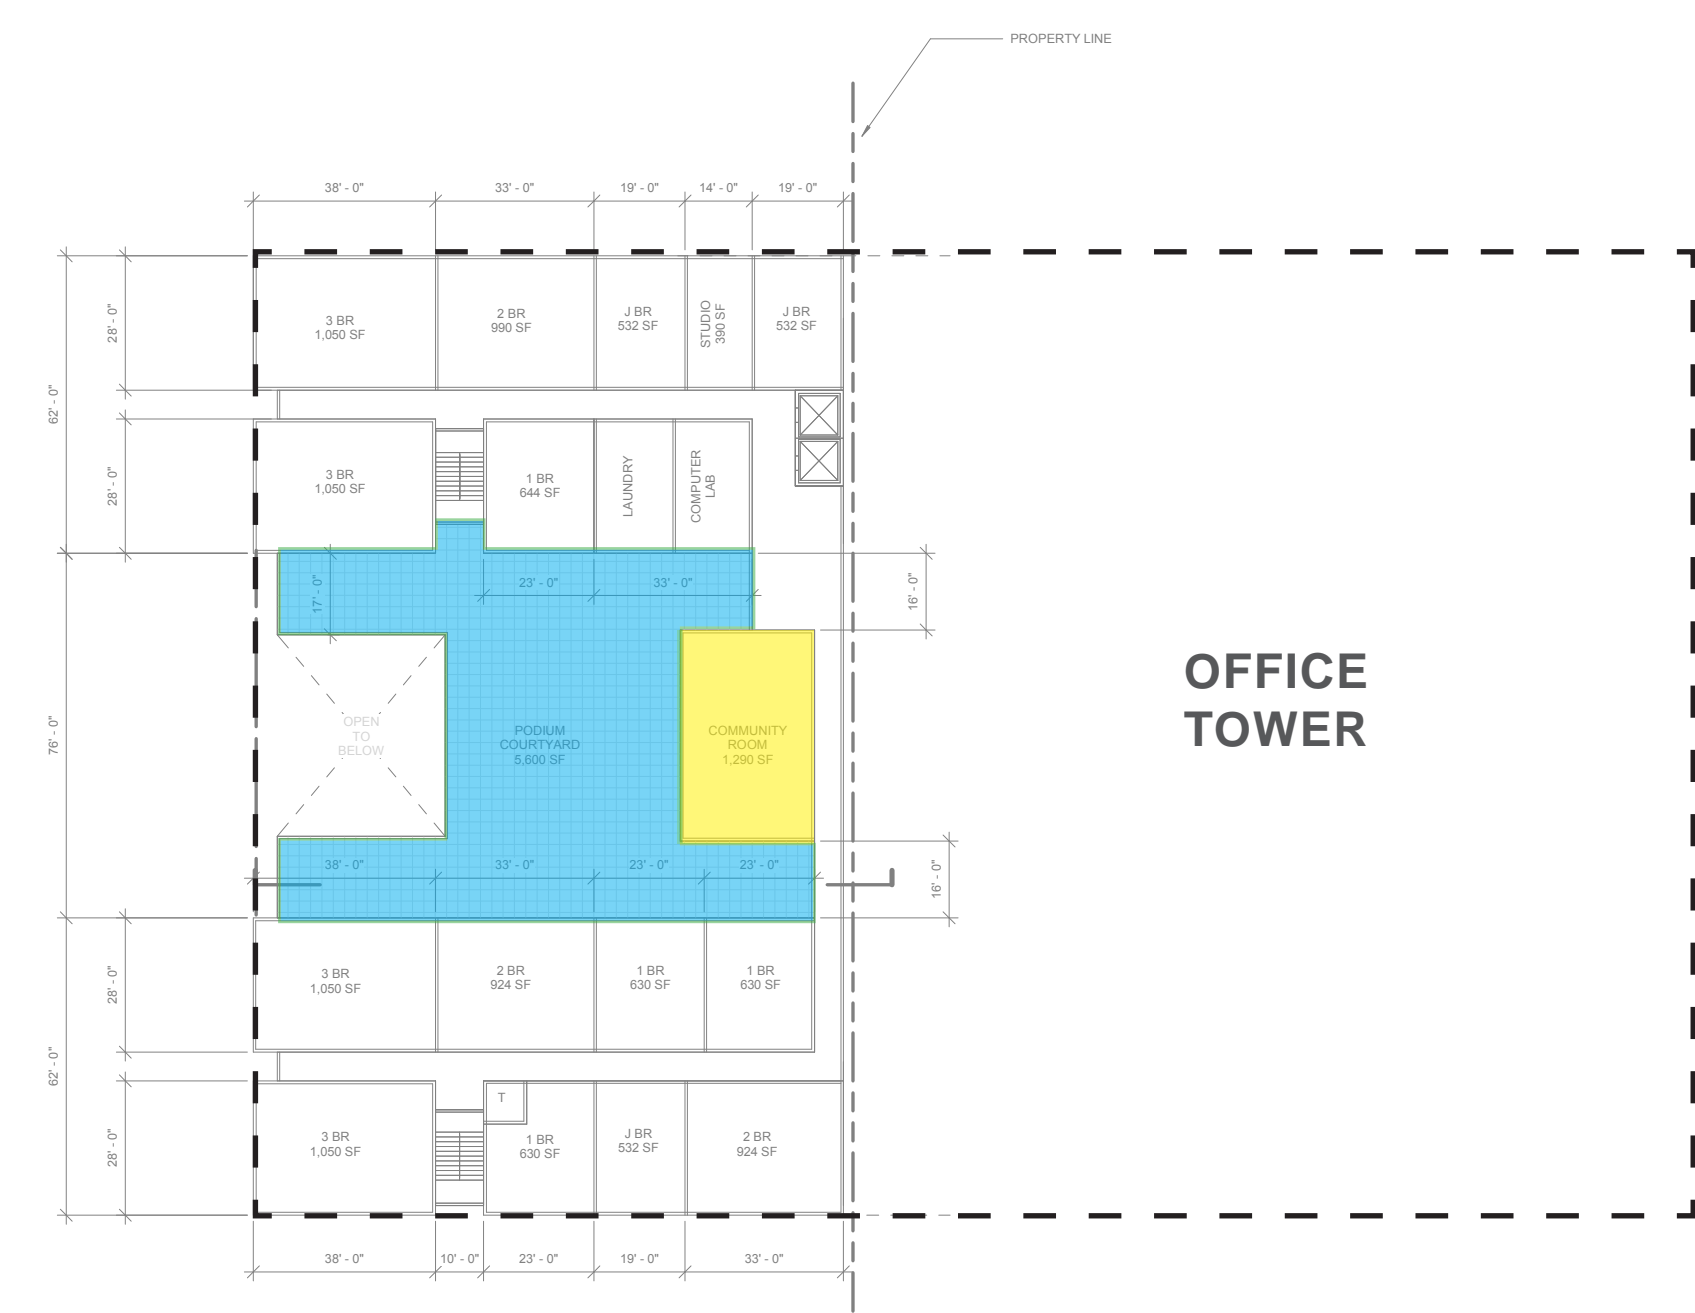 PROPERTY LINE
38' - 0"
33' - 0"
19' - 0"
14' - 0"
19' - 0"
28' - 0"
62' - 0"
28' - 0"
3 BR
1,050 SF
2 BR
990 SF
J BR
532 SF
STUDIO
390 SF
J BR
532 SF
3 BR
1,050 SF
1 BR
644 SF
LAUNDRY
COMPUTER
LAB
17' - 0"
23' - 0"
33' - 0"
16' - 0"
76' - 0"
OPEN
TO
BELOW
PODIUM
COURTYARD
5,600 SF
COMMUNITY
ROOM
1,290 SF
OFFICE
TOWER
38' - 0"
33' - 0"
23' - 0"
23' - 0"
16' - 0"
28' - 0"
62' - 0"
28' - 0"
3 BR
1,050 SF
2 BR
924 SF
1 BR
630 SF
1 BR
630 SF
T
3 BR
1,050 SF
1 BR
630 SF
J BR
532 SF
2 BR
924 SF
38' - 0"
10' - 0"
23' - 0"
19' - 0"
33' - 0"